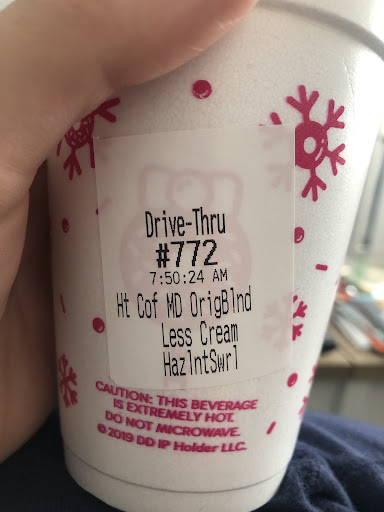 Drive-Thru
#772
7:50:24 AM
Ht Cof MD OrigBlnd
Less Cream
HazlntSwrl
CAUTION: THIS BEVERAGE
IS EXTREMELY HOT.
DO NOT MICROWAVE.
© 2019 DD IP Holder LLC.